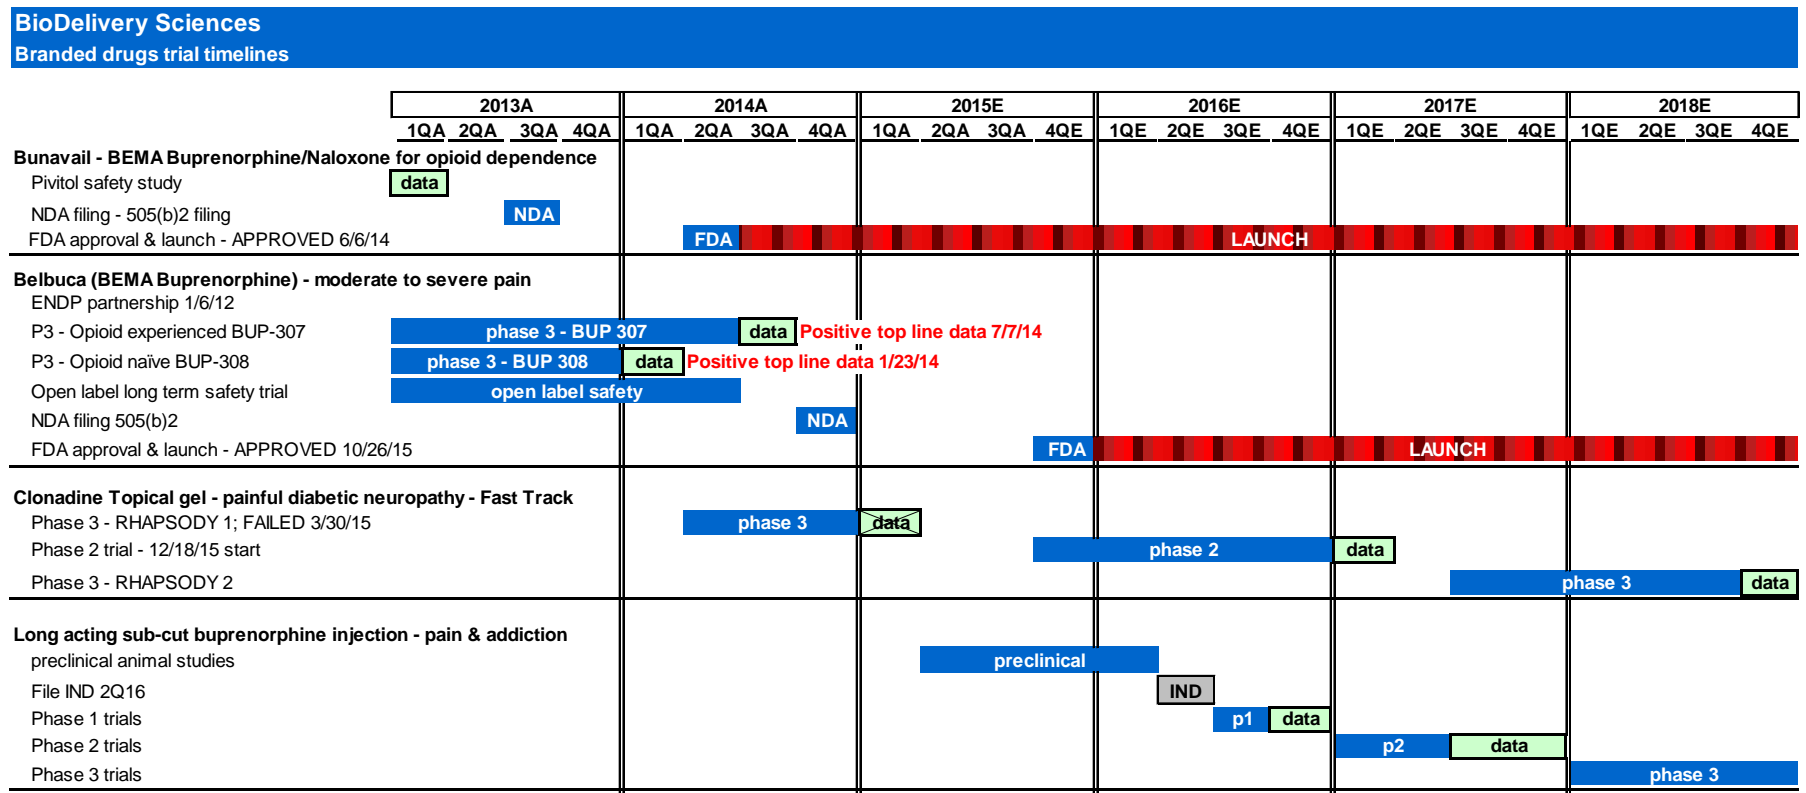 BioDelivery Sciences
Branded drugs trial timelines
2013A 2014A 2015E 2016E 2017E 2018E
1QA 2QA 3QA 4QA 1QA 2QA 3QA 4QA 1QA 2QA 3QA 4QE 1QE 2QE 3QE 4QE 1QE 2QE 3QE 4QE 1QE 2QE 3QE 4QE
Bunavail - BEMA Buprenorphine/Naloxone for opioid dependence
Pivitol safety study data
NDA filing - 505(b)2 filing NDA
FDA approval & launch - APPROVED 6/6/14 FDA LAUNCH
Belbuca (BEMA Buprenorphine) - moderate to severe pain
ENDP partnership 1/6/12
P3 - Opioid experienced BUP-307 phase 3 - BUP 307 data Positive top line data 7/7/14
P3 - Opioid naïve BUP-308 phase 3 - BUP 308 data Positive top line data 1/23/14
Open label long term safety trial open label safety
NDA filing 505(b)2 NDA
FDA approval & launch - APPROVED 10/26/15 FDA LAUNCH
Clonadine Topical gel - painful diabetic neuropathy - Fast Track
Phase 3 - RHAPSODY 1; FAILED 3/30/15 phase 3 data
Phase 2 trial - 12/18/15 start phase 2 data
Phase 3 - RHAPSODY 2 phase 3 data
Long acting sub-cut buprenorphine injection - pain & addiction
preclinical animal studies preclinical
File IND 2Q16 IND
Phase 1 trials p1 data
Phase 2 trials p2 data
Phase 3 trials phase 3